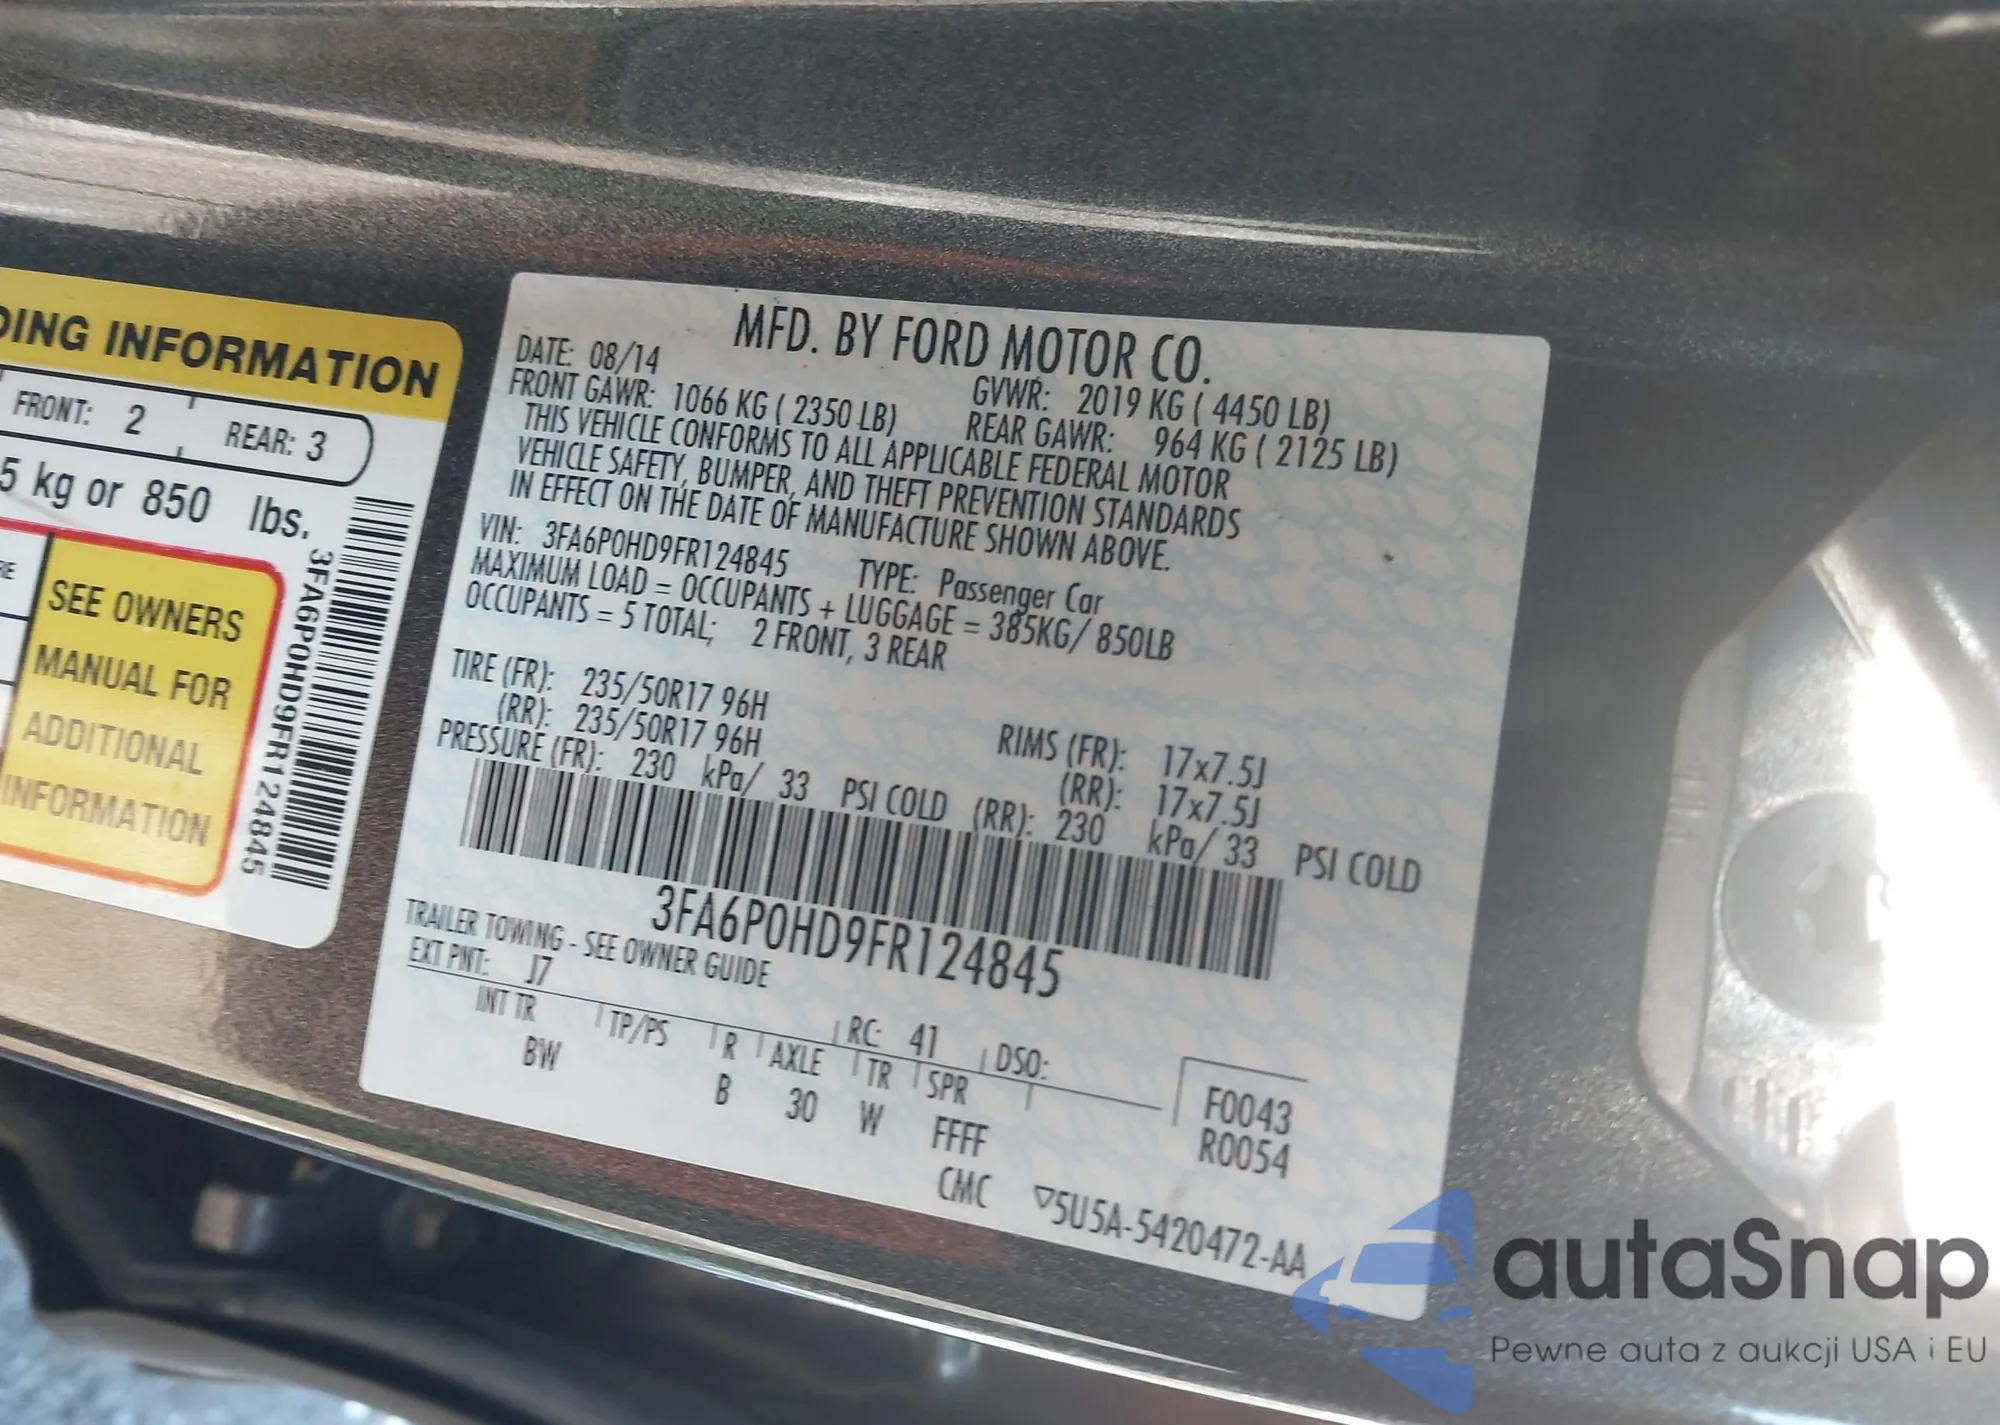 DING INFORMATION
FRONT: 2 REAR: 3
5 kg or 850 lbs.
SEE OWNERS
MANUAL FOR
ADDITIONAL
INFORMATION
3FA6P0HD9FR124845
MFD. BY FORD MOTOR CO.
DATE: 08/14 GVWR: 2019 KG ( 4450 LB)
FRONT GAWR: 1066 KG ( 2350 LB) REAR GAWR: 964 KG ( 2125 LB)
THIS VEHICLE CONFORMS TO ALL APPLICABLE FEDERAL MOTOR
VEHICLE SAFETY, BUMPER, AND THEFT PREVENTION STANDARDS
IN EFFECT ON THE DATE OF MANUFACTURE SHOWN ABOVE.
VIN: 3FA6P0HD9FR124845 TYPE: Passenger Car
MAXIMUM LOAD = OCCUPANTS + LUGGAGE = 385KG/ 850LB
OCCUPANTS = 5 TOTAL; 2 FRONT, 3 REAR
TIRE (FR): 235/50R17 96H RIMS (FR): 17x7.5J
(RR): 235/50R17 96H (RR): 17x7.5J
PRESSURE (FR): 230 kPa/ 33 PSI COLD (RR): 230 kPa/ 33 PSI COLD
3FA6P0HD9FR124845
TRAILER TOWING - SEE OWNER GUIDE
EXT PNT: J7 RC: 41 DSO:
INT TR TP/PS R AXLE TR SPR F0043
BW B 30 W FFFF R0054
CMC ▽5U5A-5420472-AA
autaSnap
Pewne auta z aukcji USA i EU